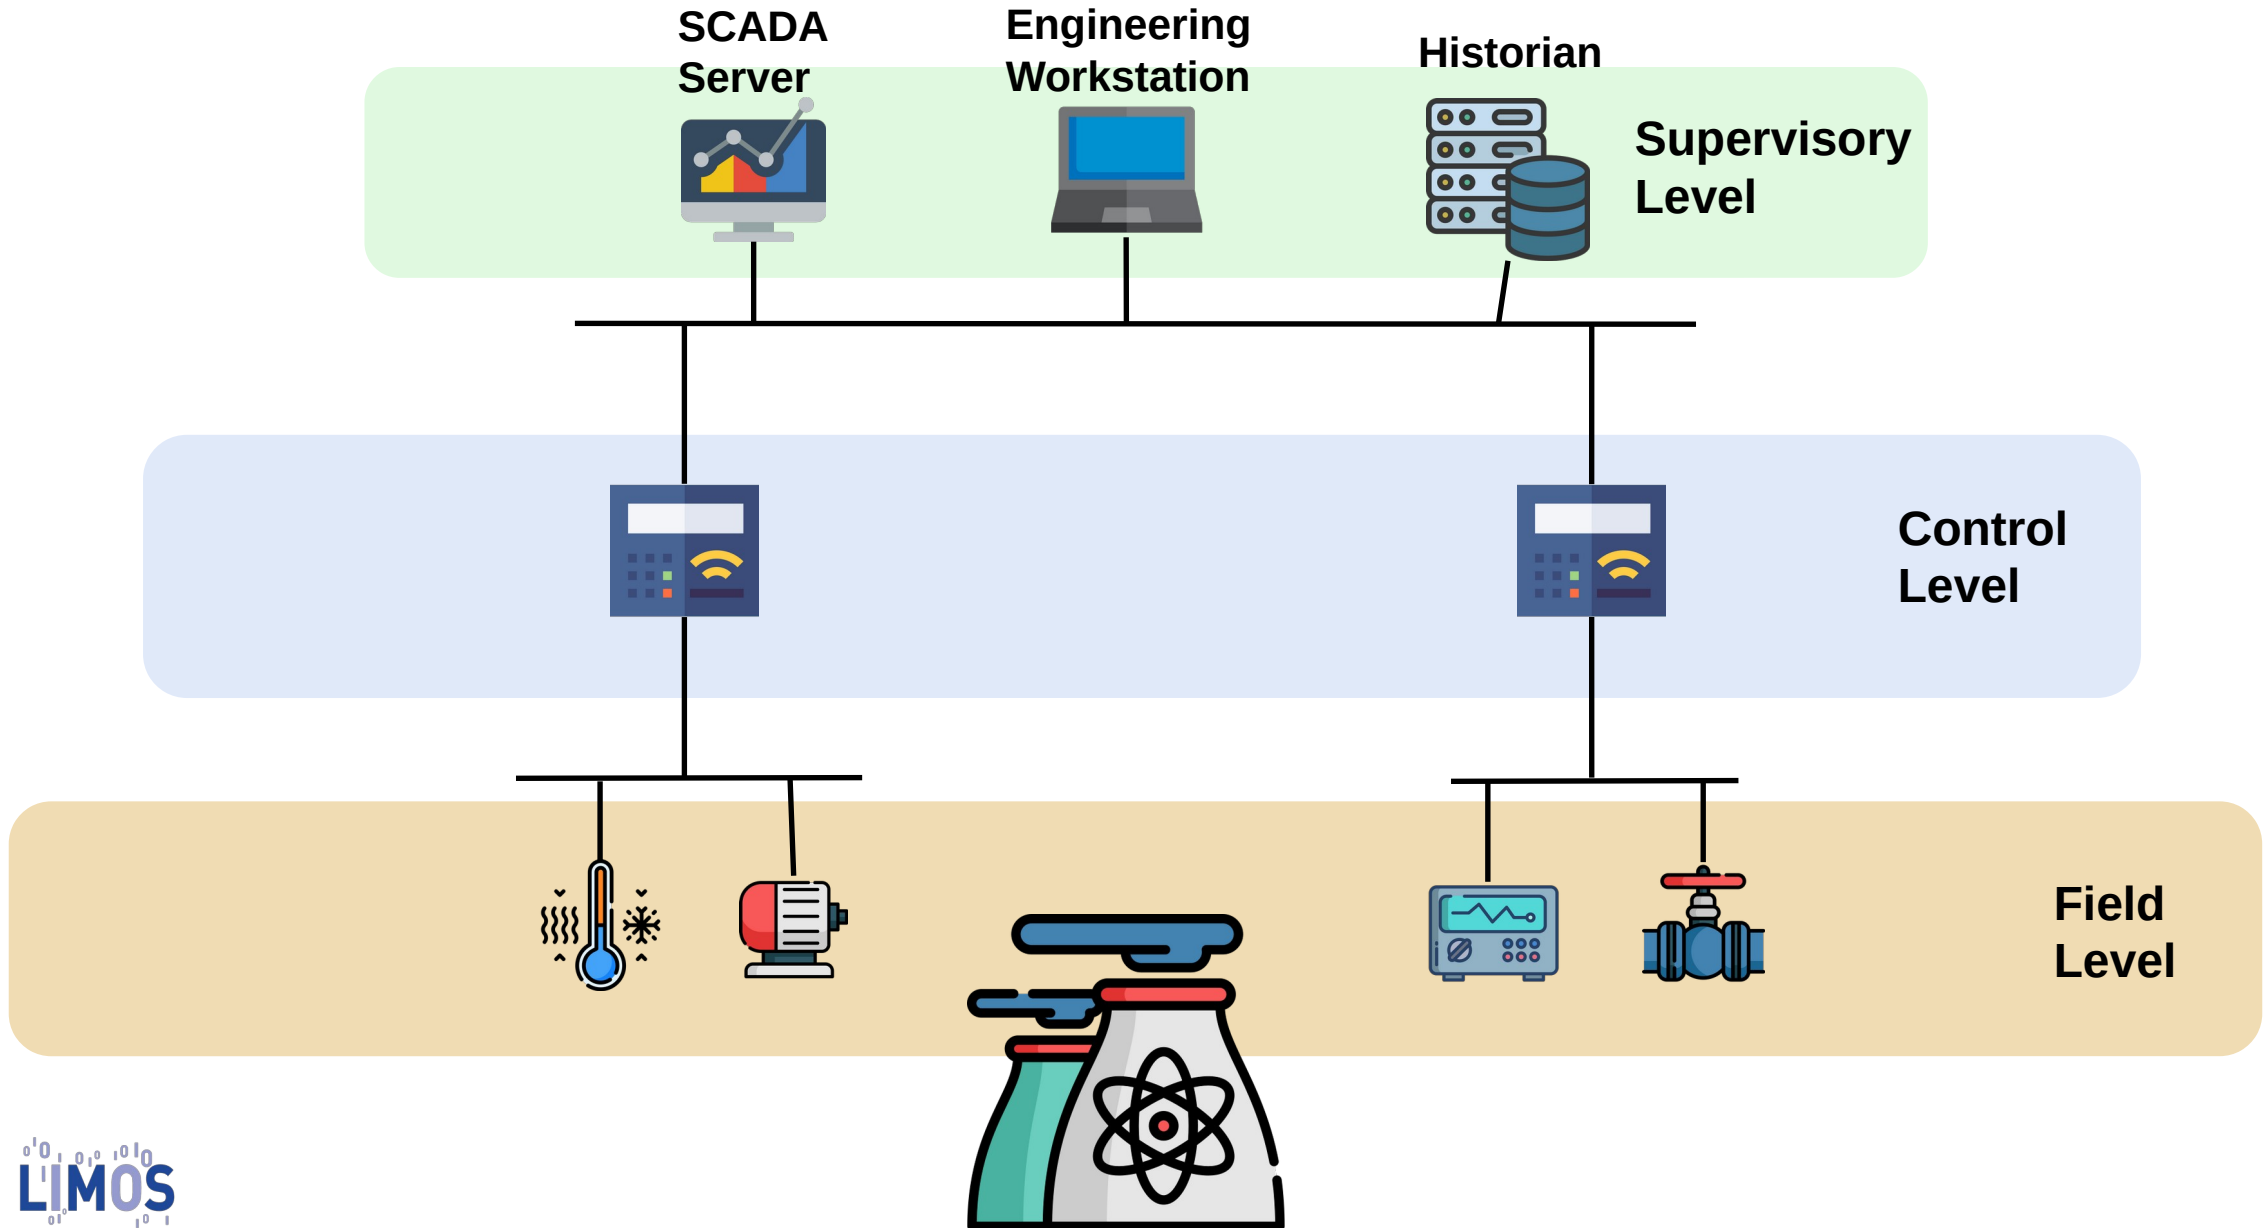 SCADA
Server
Engineering
Workstation
Historian
Supervisory
Level
Control
Level
Field
Level
LIMOS